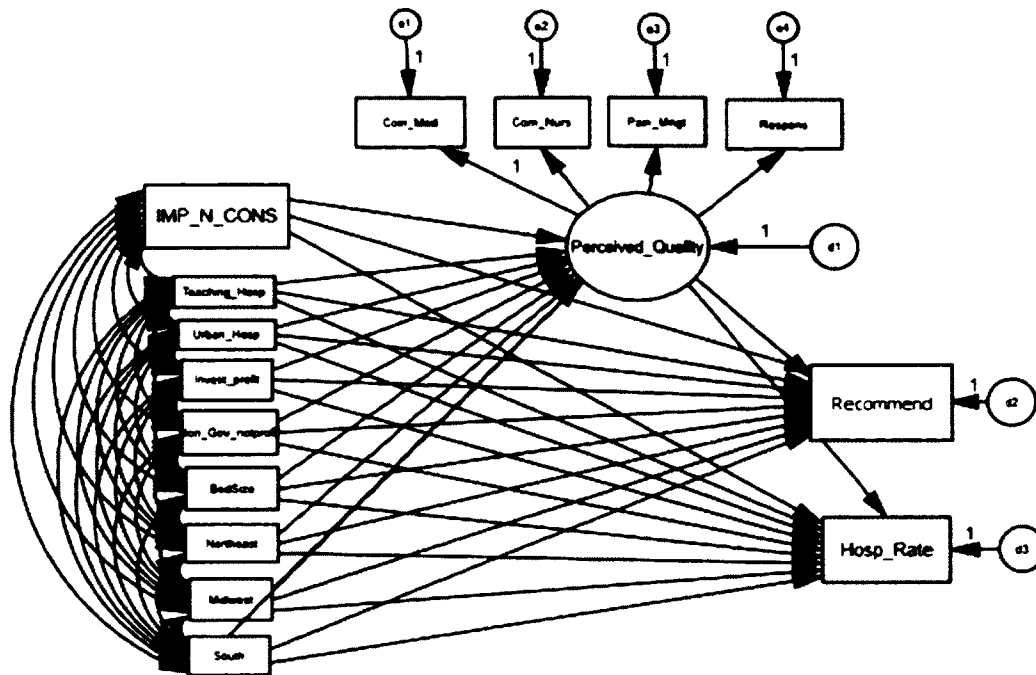 e1
e2
e3
e4
1
1
1
1
Com_Med
Com_Nurs
Pain_Mngt
Respons
1
IMP_N_CONS
Perceived_Quality
1
d1
Teaching_Hosp
Urban_Hosp
Invest_profit
on_Gov_notprof
Recommend
1
d2
BedSize
Northeast
Hosp_Rate
1
d3
Midwest
South